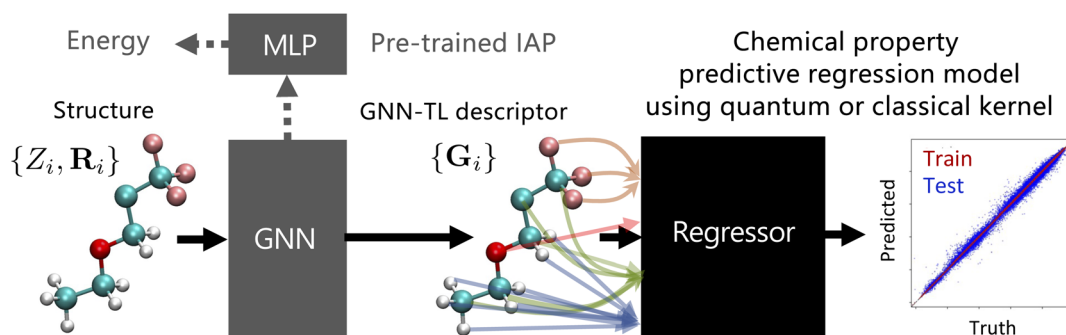 Energy
MLP
Pre-trained IAP
Chemical property
predictive regression model
using quantum or classical kernel
Structure
GNN-TL descriptor
{Z_i, R_i}
{G_i}
GNN
Regressor
Train
Test
Predicted
Truth